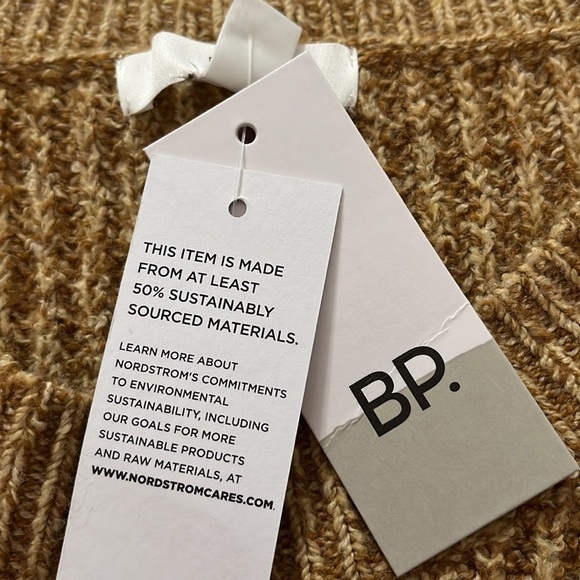 THIS ITEM IS MADE
FROM AT LEAST
50% SUSTAINABLY
SOURCED MATERIALS.
LEARN MORE ABOUT
NORDSTROM'S COMMITMENTS
TO ENVIRONMENTAL
SUSTAINABILITY, INCLUDING
OUR GOALS FOR MORE
SUSTAINABLE PRODUCTS
AND RAW MATERIALS, AT
WWW.NORDSTROMCARES.COM.
BP.